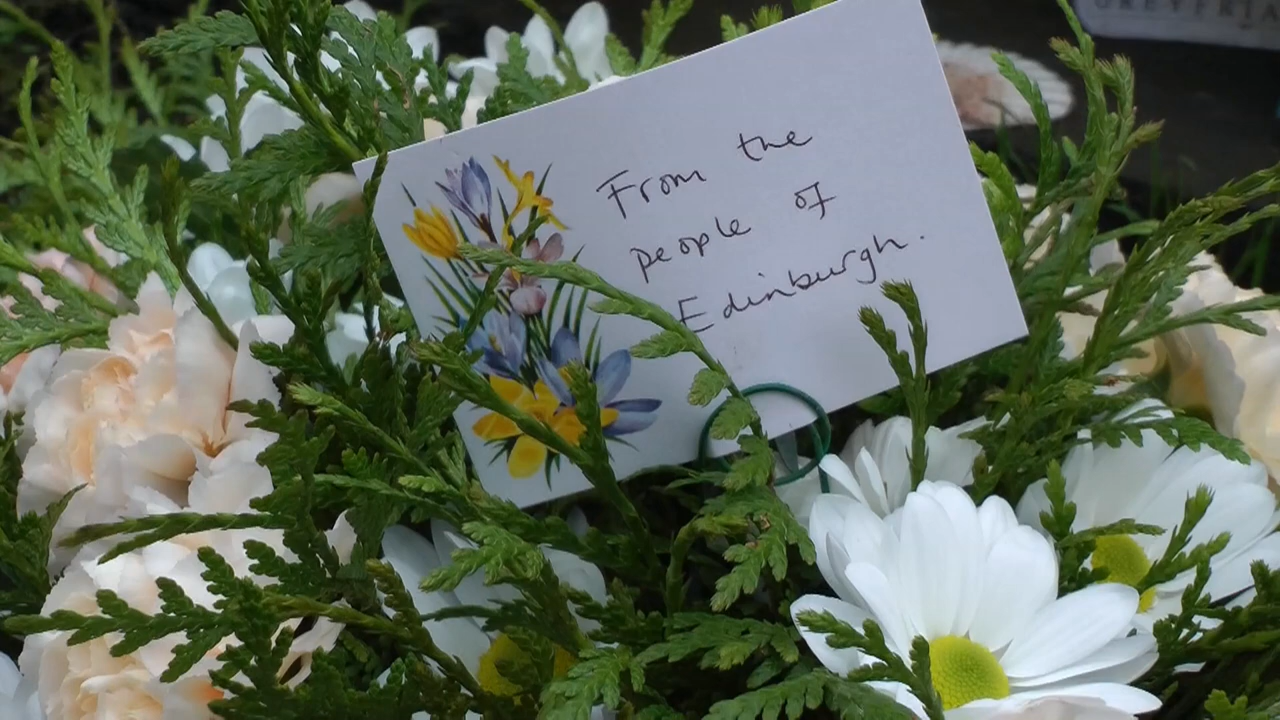 From the
people of
Edinburgh.